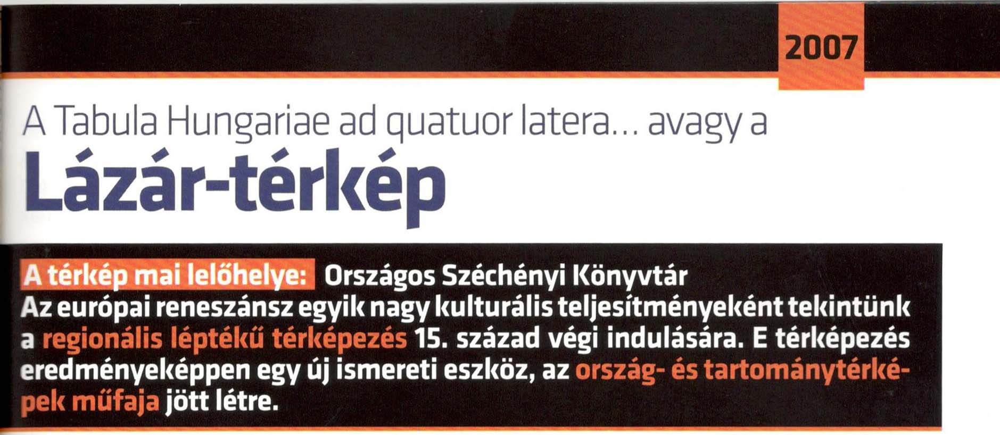 2007
A Tabula Hungariae ad quatuor latera... avagy a
Lázár-térkép
A térkép mai lelőhelye: Országos Széchényi Könyvtár
Az európai reneszánsz egyik nagy kulturális teljesítményeként tekintünk
a regionális léptékű térképezés 15. század végi indulására. E térképezés
eredményeképpen egy új ismereti eszköz, az ország- és tartománytérké-
pek műfaja jött létre.